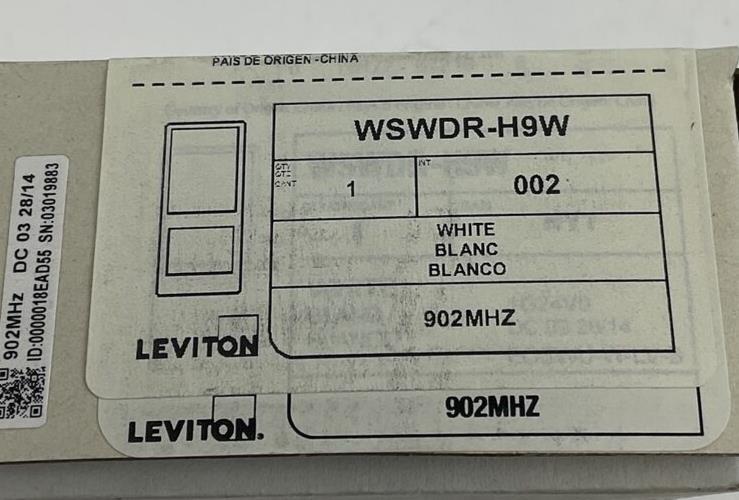 PAIS DE ORIGEN -CHINA
WSWDR-H9W
QTY
QTE
CANT
1
INT
002
WHITE
BLANC
BLANCO
902MHZ
LEVITON
902MHZ
LEVITON.
902MHz DC 03 28/14
ID:0000018EAD55 SN:03019883